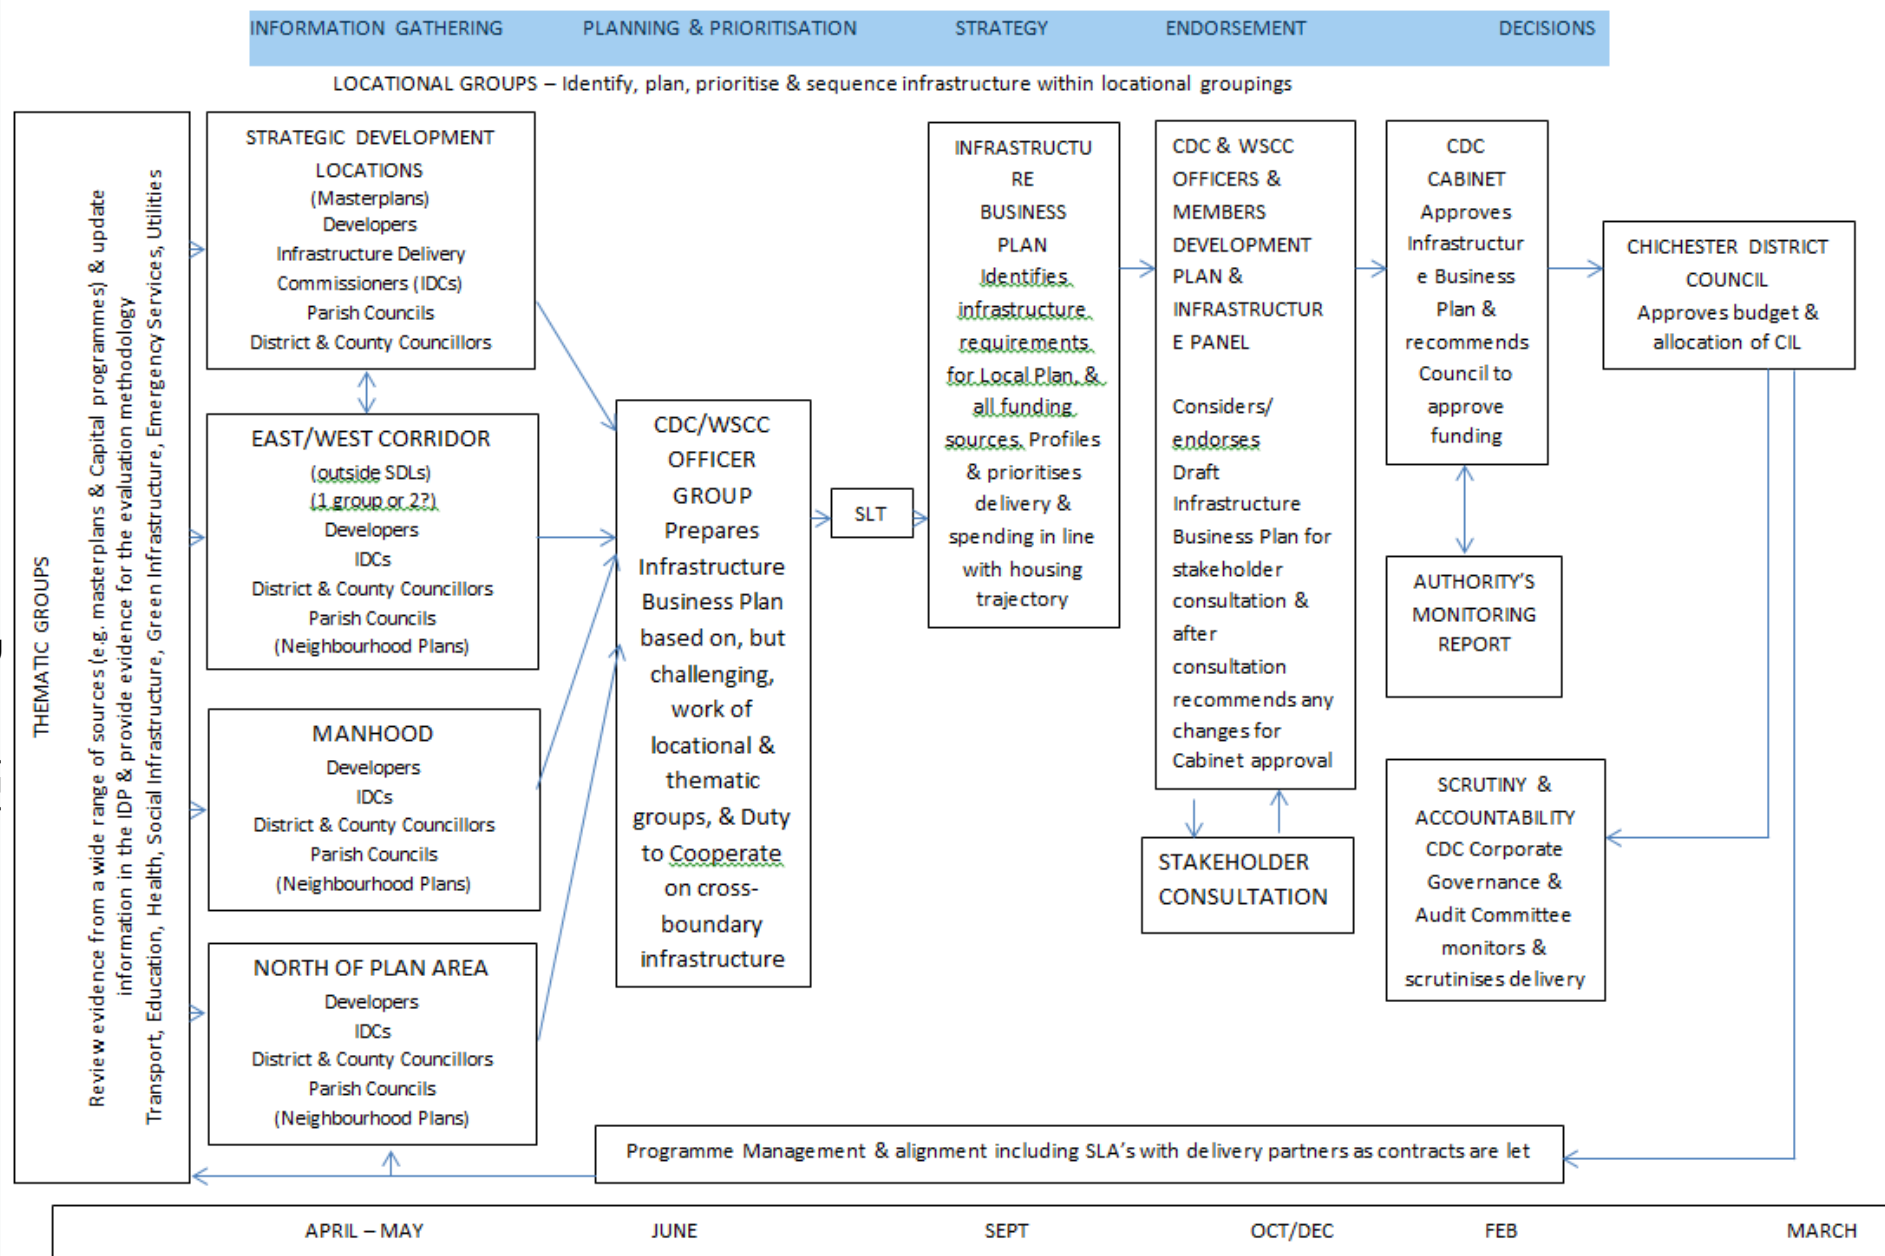 INFORMATION GATHERING PLANNING & PRIORITISATION STRATEGY ENDORSEMENT DECISIONS
LOCATIONAL GROUPS – Identify, plan, prioritise & sequence infrastructure within locational groupings
THEMATIC GROUPS
Review evidence from a wide range of sources (e.g. masterplans & Capital programmes) & update
information in the IDP & provide evidence for the evaluation methodology
Transport, Education, Health, Social Infrastructure, Green Infrastructure, Emergency Services, Utilities
STRATEGIC DEVELOPMENT
LOCATIONS
(Masterplans)
Developers
Infrastructure Delivery
Commissioners (IDCs)
Parish Councils
District & County Councillors
EAST/WEST CORRIDOR
(outside SDLs)
(1 group or 2?)
Developers
IDCs
District & County Councillors
Parish Councils
(Neighbourhood Plans)
MANHOOD
Developers
IDCs
District & County Councillors
Parish Councils
(Neighbourhood Plans)
NORTH OF PLAN AREA
Developers
IDCs
District & County Councillors
Parish Councils
(Neighbourhood Plans)
CDC/WSCC
OFFICER
GROUP
Prepares
Infrastructure
Business Plan
based on, but
challenging,
work of
locational &
thematic
groups, & Duty
to Cooperate
on cross-
boundary
infrastructure
SLT
INFRASTRUCTU
RE
BUSINESS
PLAN
Identifies
infrastructure
requirements
for Local Plan, &
all funding
sources. Profiles
& prioritises
delivery &
spending in line
with housing
trajectory
CDC & WSCC
OFFICERS &
MEMBERS
DEVELOPMENT
PLAN &
INFRASTRUCTUR
E PANEL
Considers/
endorses
Draft
Infrastructure
Business Plan for
stakeholder
consultation &
after
consultation
recommends any
changes for
Cabinet approval
STAKEHOLDER
CONSULTATION
CDC
CABINET
Approves
Infrastructur
e Business
Plan &
recommends
Council to
approve
funding
AUTHORITY'S
MONITORING
REPORT
SCRUTINY &
ACCOUNTABILITY
CDC Corporate
Governance &
Audit Committee
monitors &
scrutinises delivery
CHICHESTER DISTRICT
COUNCIL
Approves budget &
allocation of CIL
Programme Management & alignment including SLA's with delivery partners as contracts are let
APRIL – MAY JUNE SEPT OCT/DEC FEB MARCH